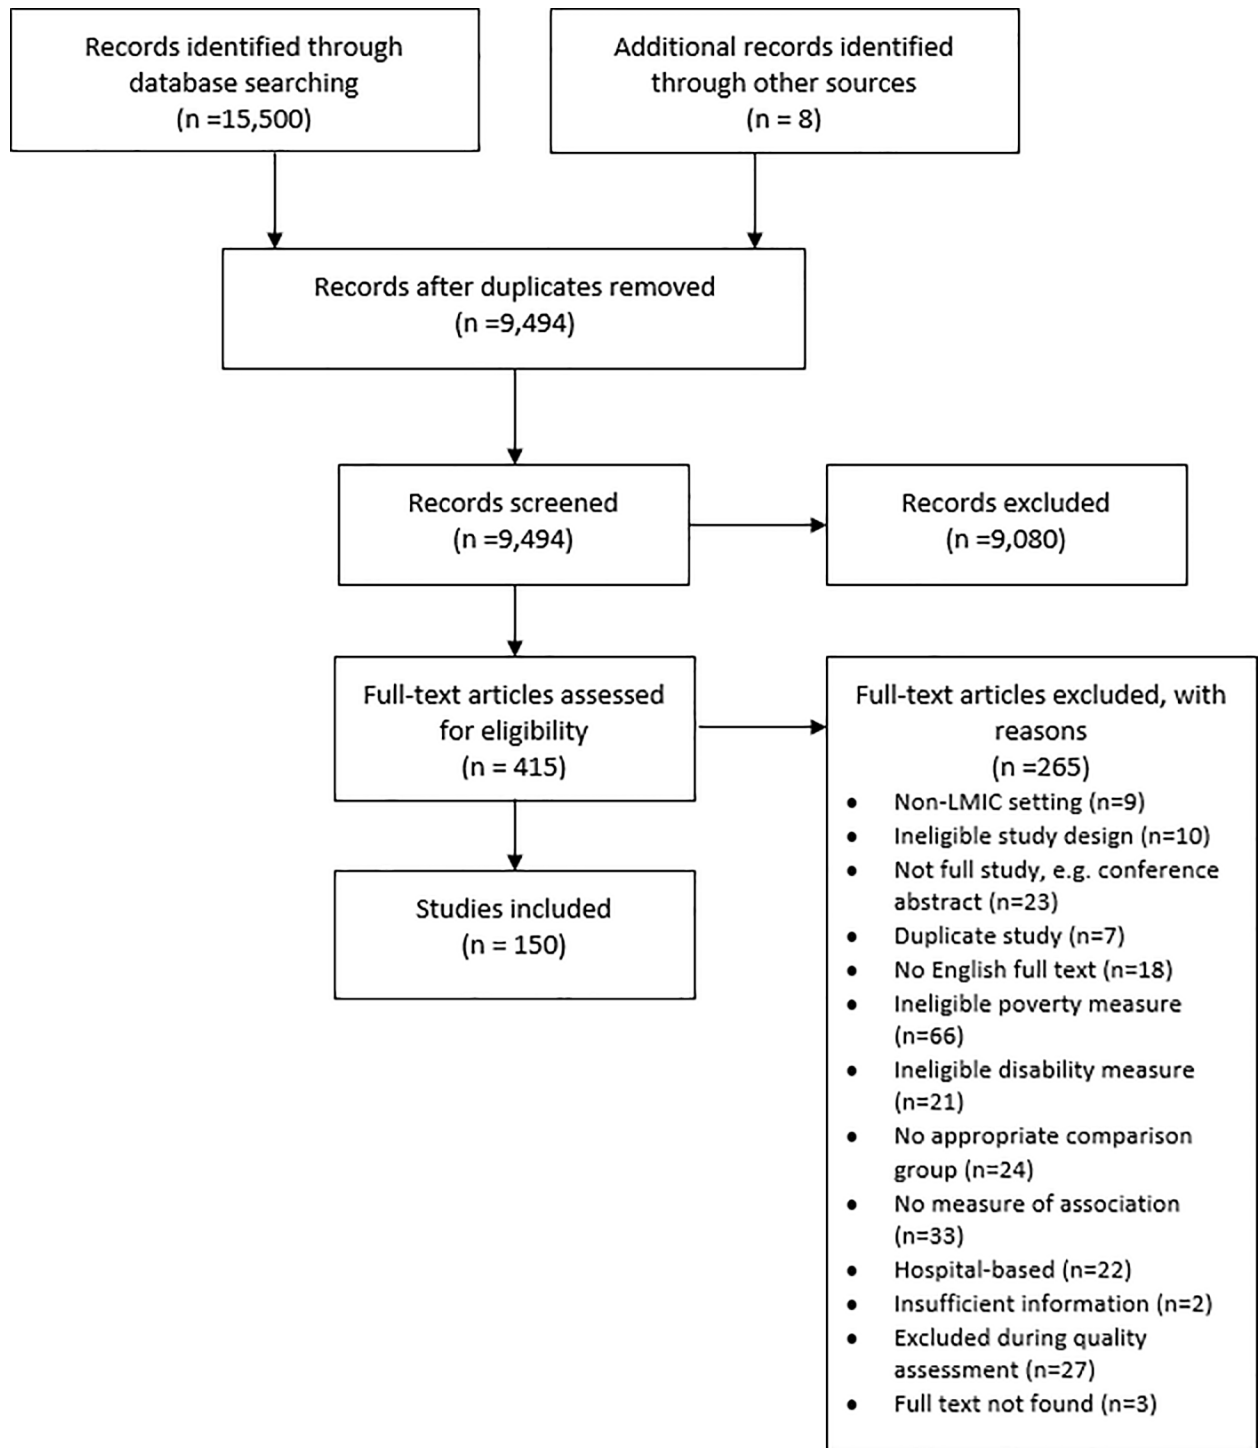 Records identified through
database searching
(n =15,500)
Additional records identified
through other sources
(n = 8)
Records after duplicates removed
(n =9,494)
Records screened
(n =9,494)
Records excluded
(n =9,080)
Full-text articles assessed
for eligibility
(n = 415)
Full-text articles excluded, with
reasons
(n =265)
• Non-LMIC setting (n=9)
• Ineligible study design (n=10)
• Not full study, e.g. conference
abstract (n=23)
• Duplicate study (n=7)
• No English full text (n=18)
• Ineligible poverty measure
(n=66)
• Ineligible disability measure
(n=21)
• No appropriate comparison
group (n=24)
• No measure of association
(n=33)
• Hospital-based (n=22)
• Insufficient information (n=2)
• Excluded during quality
assessment (n=27)
• Full text not found (n=3)
Studies included
(n = 150)